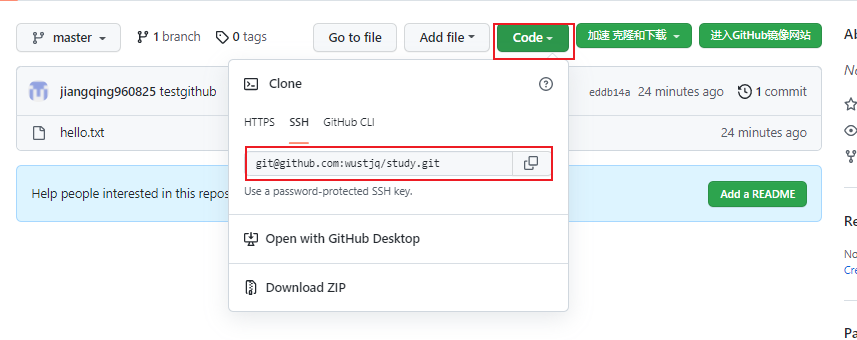 master 1 branch 0 tags Go to file Add file Code 加速 克隆和下载 进入GitHub镜像网站
jiangqing960825 testgithub eddb14a 24 minutes ago 1 commit
hello.txt 24 minutes ago
Help people interested in this repos Add a README
Clone
HTTPS SSH GitHub CLI
git@github.com:wustjq/study.git
Use a password-protected SSH key.
Open with GitHub Desktop
Download ZIP
Ab
No
Re
No
Cre
Pa